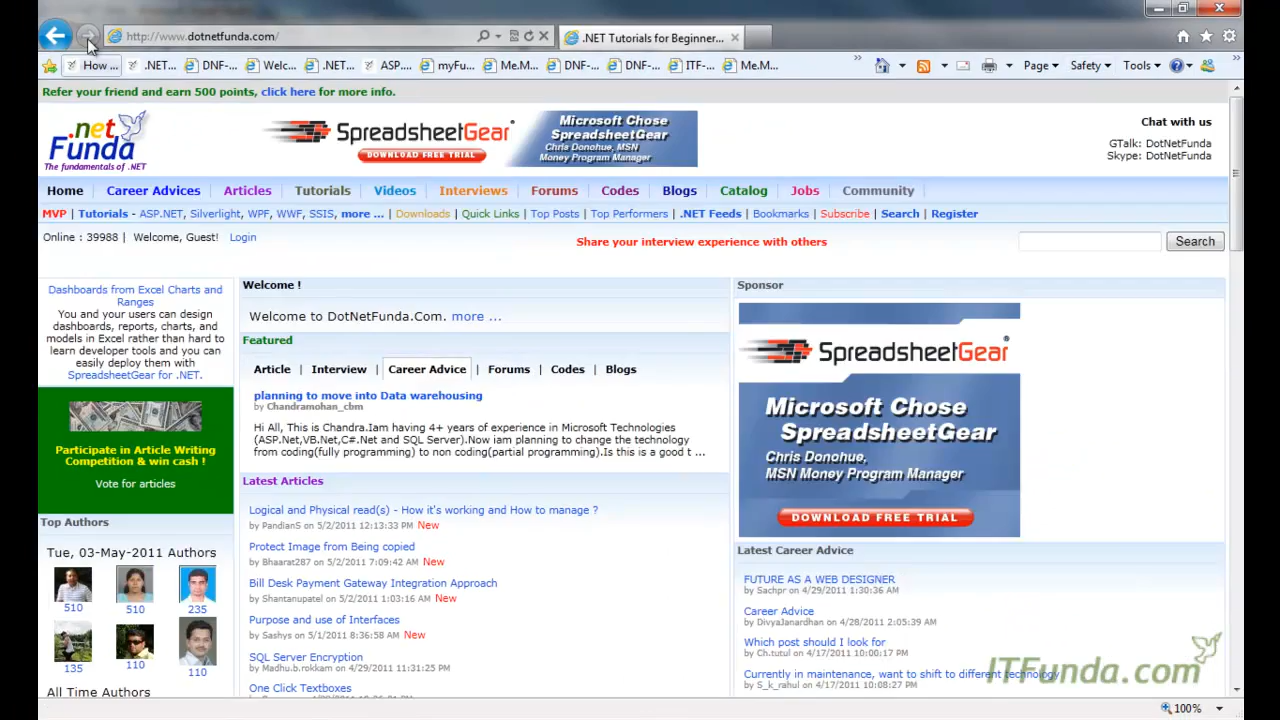 http://www.dotnetfunda.com/
.NET Tutorials for Beginner...
How ... .NET... DNF-... Welc... .NET... ASP.... myFu... Me.M... DNF-... DNF-... ITF-... Me.M...
Page Safety Tools
Refer your friend and earn 500 points, click here for more info.
.net Funda
The fundamentals of .NET
SpreadsheetGear
DOWNLOAD FREE TRIAL
Microsoft Chose
SpreadsheetGear
Chris Donohue, MSN
Money Program Manager
Chat with us
GTalk: DotNetFunda
Skype: DotNetFunda
Home Career Advices Articles Tutorials Videos Interviews Forums Codes Blogs Catalog Jobs Community
MVP | Tutorials - ASP.NET, Silverlight, WPF, WWF, SSIS, more ... | Downloads | Quick Links | Top Posts | Top Performers | .NET Feeds | Bookmarks | Subscribe | Search | Register
Online : 39988 | Welcome, Guest! Login
Share your interview experience with others
Search
Dashboards from Excel Charts and
Ranges
You and your users can design
dashboards, reports, charts, and
models in Excel rather than hard to
learn developer tools and you can
easily deploy them with
SpreadsheetGear for .NET.
Participate in Article Writing
Competition & win cash !
Vote for articles
Top Authors
Tue, 03-May-2011 Authors
510 510 235
135 110 110
All Time Authors
Welcome !
Welcome to DotNetFunda.Com. more ...
Featured
Article | Interview | Career Advice | Forums | Codes | Blogs
planning to move into Data warehousing
by Chandramohan_cbm
Hi All, This is Chandra.Iam having 4+ years of experience in Microsoft Technologies
(ASP.Net,VB.Net,C#.Net and SQL Server).Now iam planning to change the technology
from coding(fully programming) to non coding(partial programming).Is this is a good t ...
Latest Articles
Logical and Physical read(s) - How it's working and How to manage ?
by PandianS on 5/2/2011 12:13:33 PM New
Protect Image from Being copied
by Bhaarat287 on 5/2/2011 7:09:42 AM New
Bill Desk Payment Gateway Integration Approach
by Shantanupatel on 5/2/2011 1:03:16 AM New
Purpose and use of Interfaces
by Sashys on 5/1/2011 8:36:58 AM New
SQL Server Encryption
by Madhu.b.rokkam on 4/29/2011 11:31:25 PM
One Click Textboxes
Sponsor
SpreadsheetGear
Microsoft Chose
SpreadsheetGear
Chris Donohue,
MSN Money Program Manager
DOWNLOAD FREE TRIAL
Latest Career Advice
FUTURE AS A WEB DESIGNER
by Sachpr on 4/29/2011 1:30:36 AM
Career Advice
by DivyaJanardhan on 4/28/2011 2:05:39 AM
Which post should I look for
by Ch.tutul on 4/17/2011 10:00:17 PM
Currently in maintenance, want to shift to different technology
by S_k_rahul on 4/17/2011 10:08:27 PM
ITFunda.com
100%